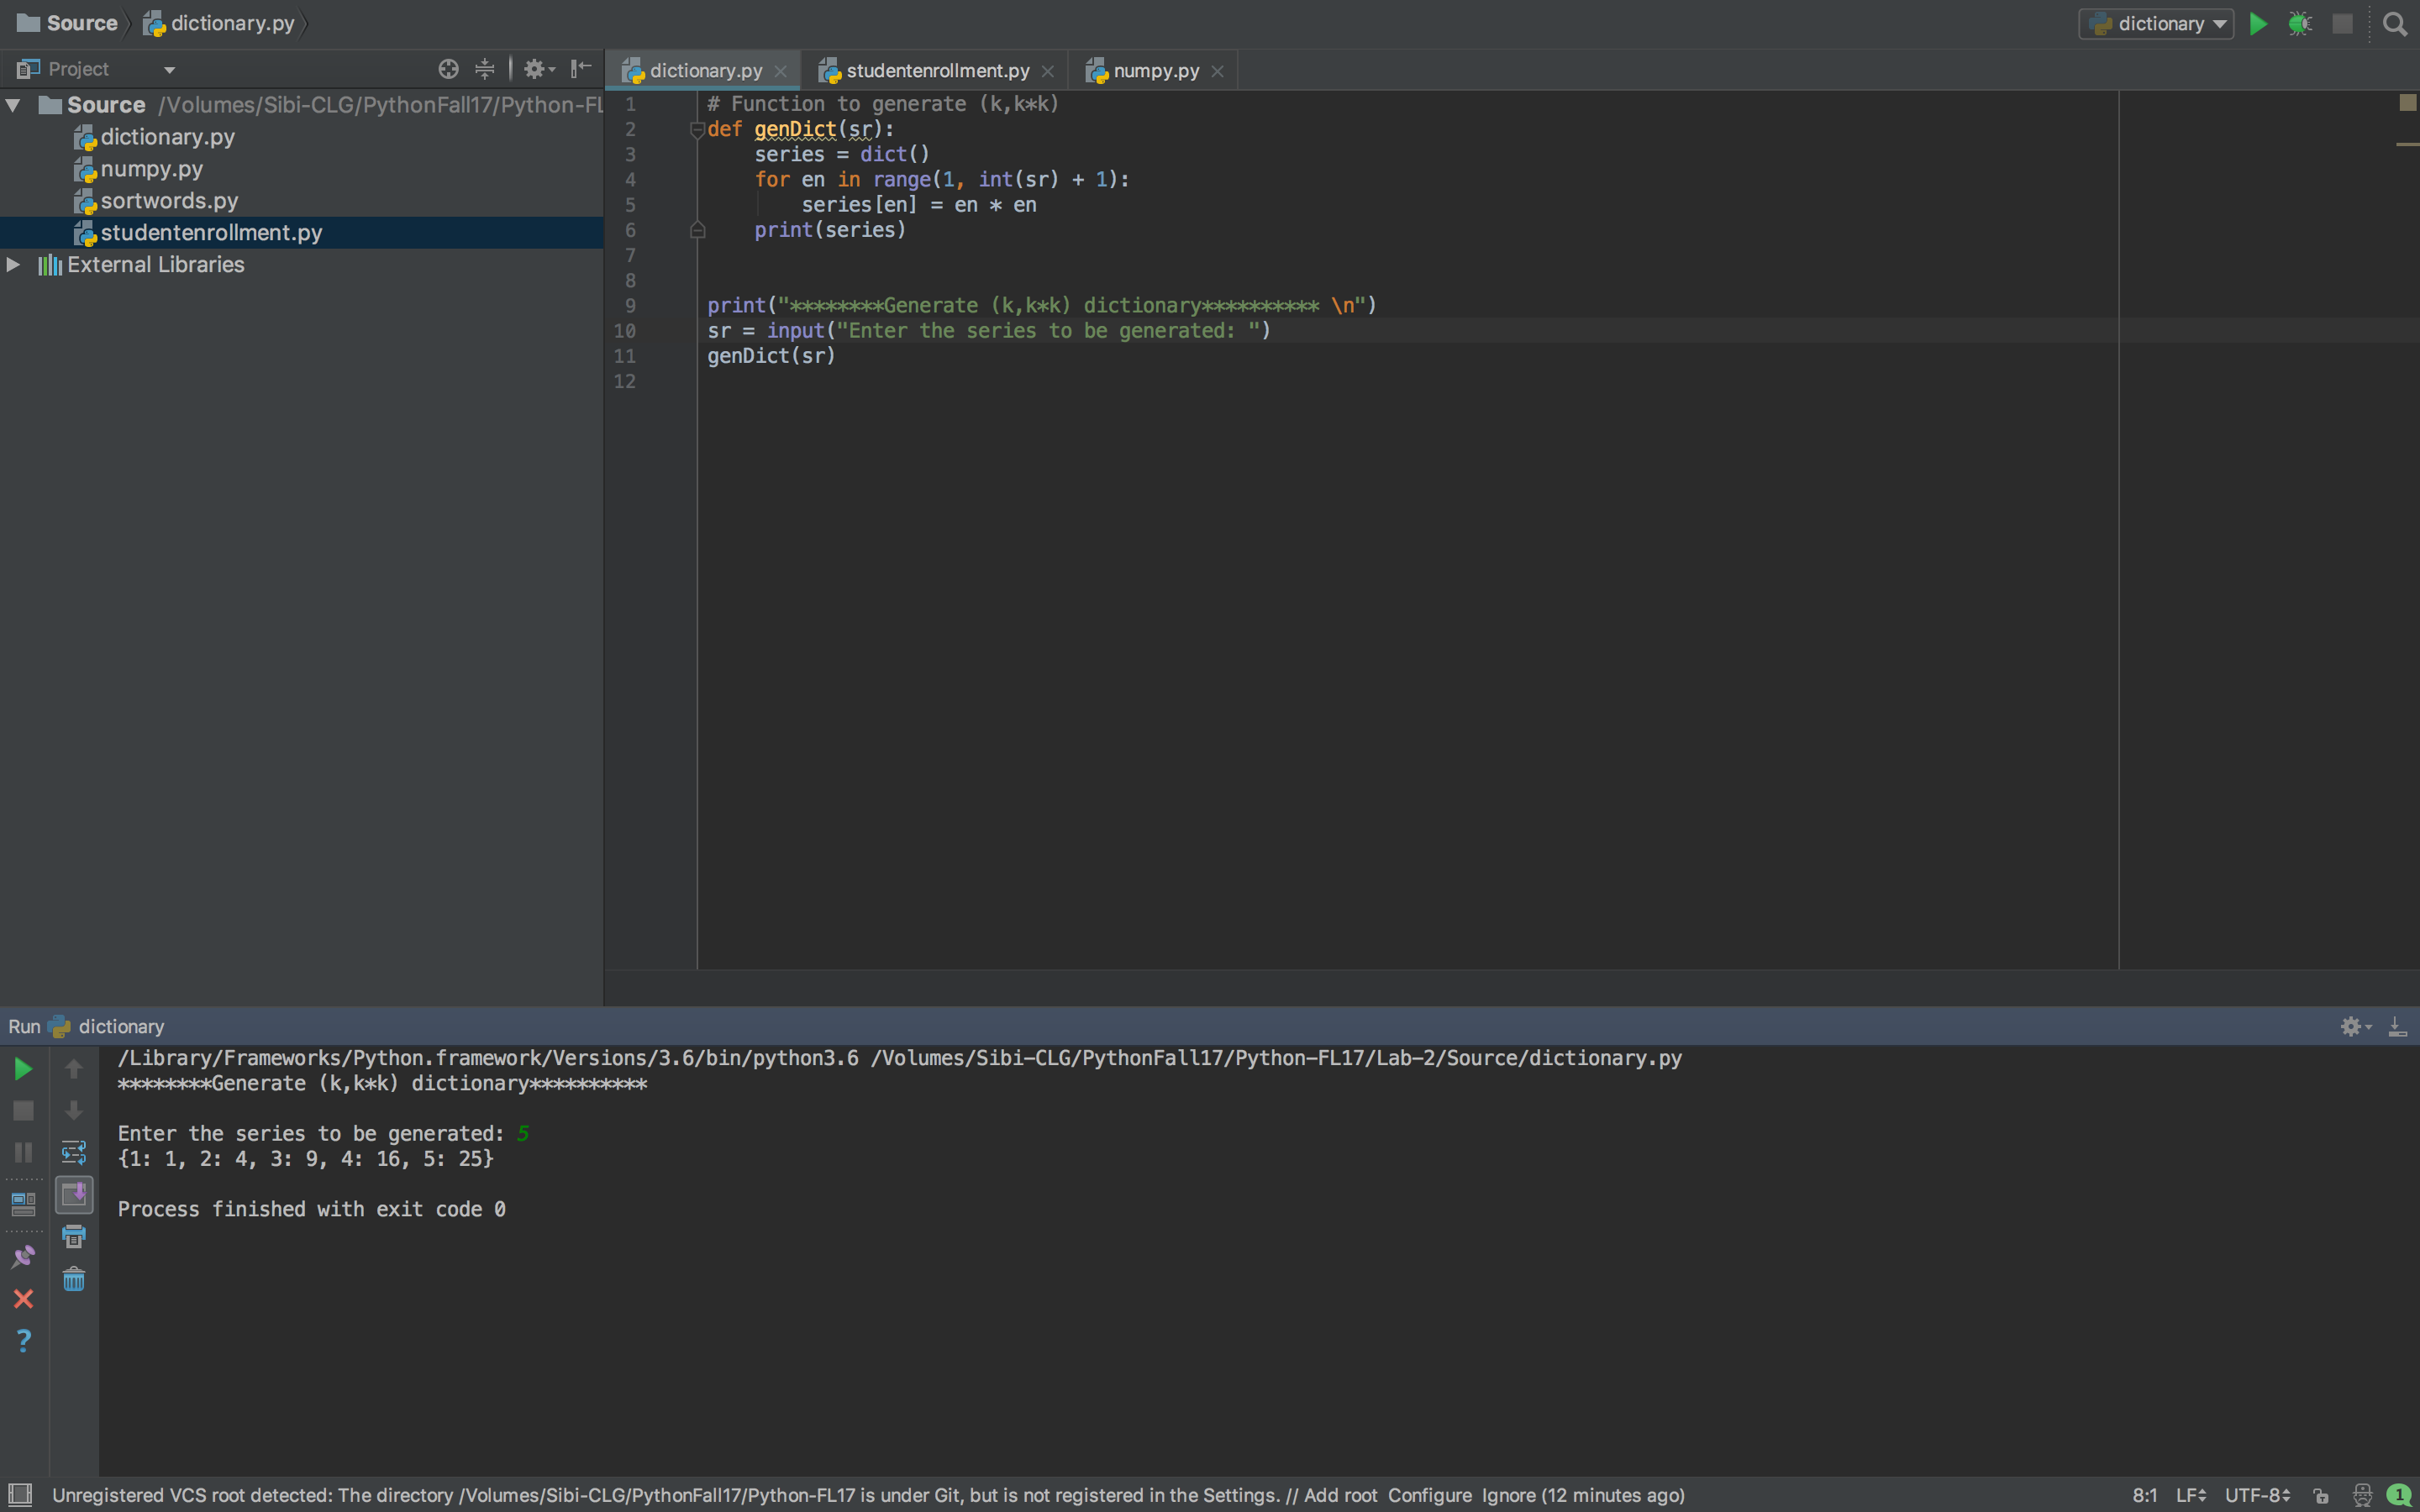 Source dictionary.py dictionary
Project
dictionary.py studentenrollment.py numpy.py
Source /Volumes/Sibi-CLG/PythonFall17/Python-FL
dictionary.py
numpy.py
sortwords.py
studentenrollment.py
External Libraries
1 # Function to generate (k,k*k)
2 def genDict(sr):
3     series = dict()
4     for en in range(1, int(sr) + 1):
5         series[en] = en * en
6     print(series)
7
8
9 print("********Generate (k,k*k) dictionary********** \n")
10 sr = input("Enter the series to be generated: ")
11 genDict(sr)
12
Run dictionary
/Library/Frameworks/Python.framework/Versions/3.6/bin/python3.6 /Volumes/Sibi-CLG/PythonFall17/Python-FL17/Lab-2/Source/dictionary.py
********Generate (k,k*k) dictionary**********
Enter the series to be generated: 5
{1: 1, 2: 4, 3: 9, 4: 16, 5: 25}
Process finished with exit code 0
Unregistered VCS root detected: The directory /Volumes/Sibi-CLG/PythonFall17/Python-FL17 is under Git, but is not registered in the Settings. // Add root Configure Ignore (12 minutes ago) 8:1 LF UTF-8 1